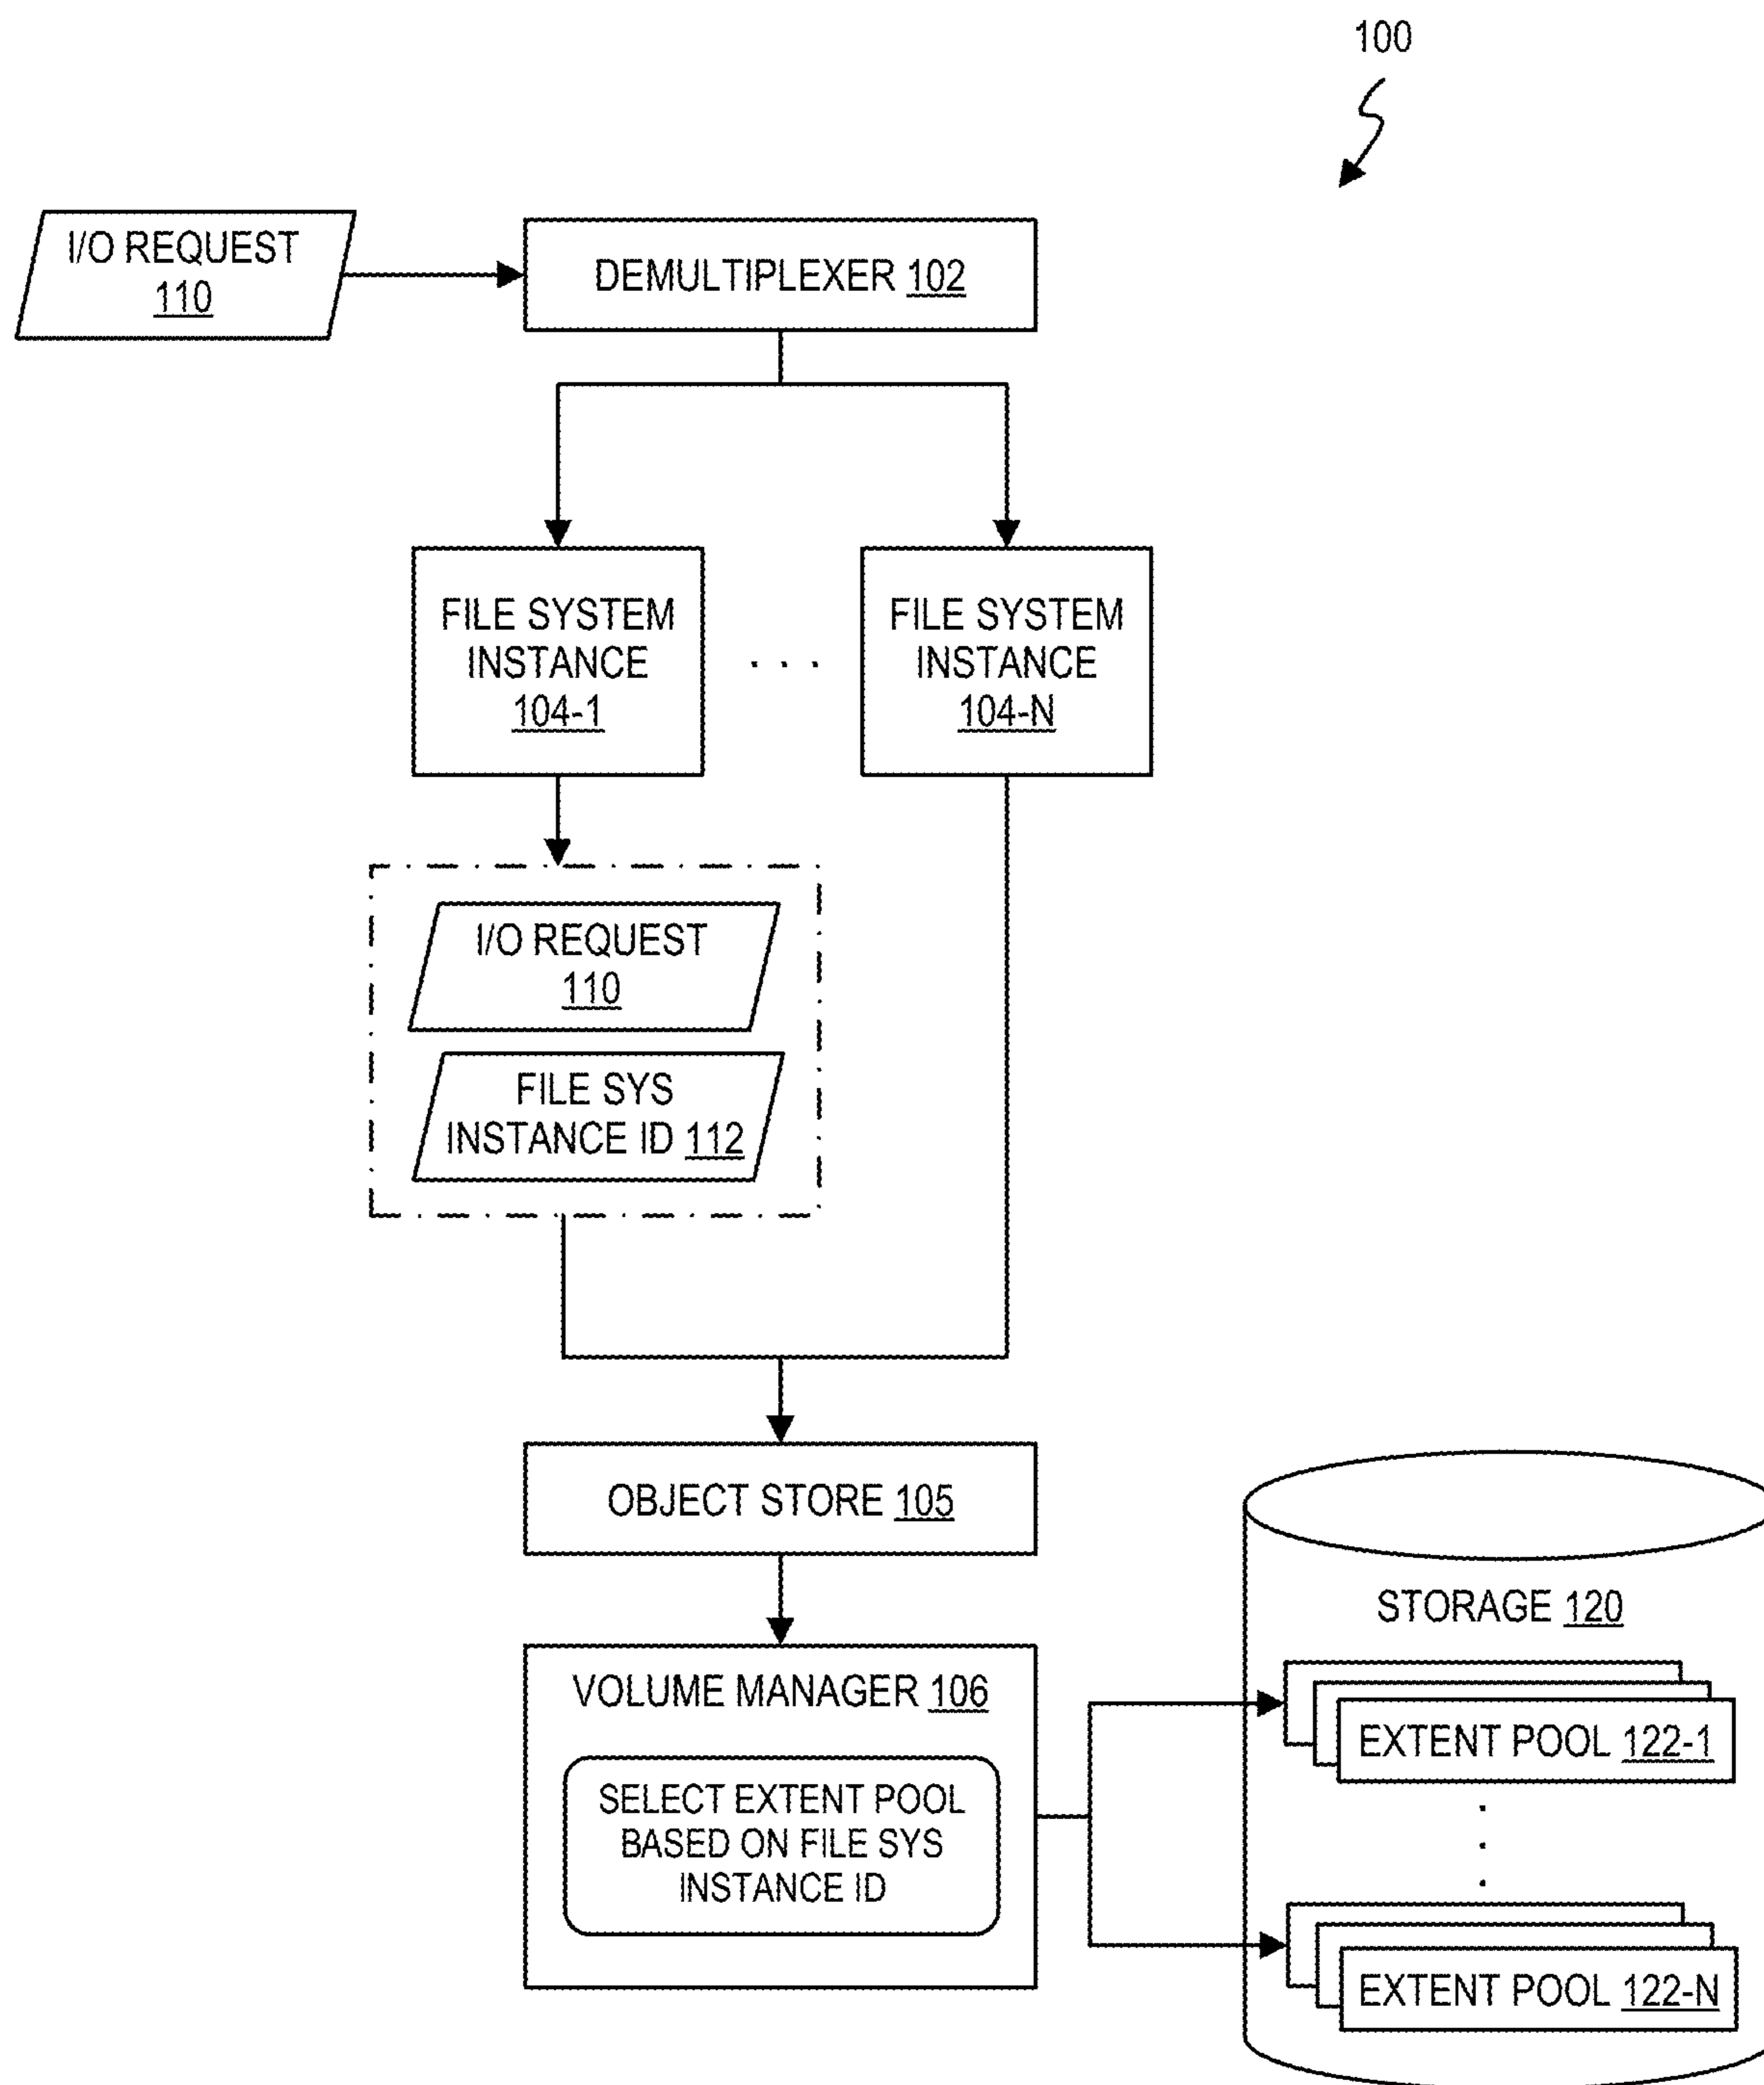 100
I/O REQUEST
110
DEMULTIPLEXER 102
FILE SYSTEM
INSTANCE
104-1
. . .
FILE SYSTEM
INSTANCE
104-N
I/O REQUEST
110
FILE SYS
INSTANCE ID 112
OBJECT STORE 105
VOLUME MANAGER 106
SELECT EXTENT POOL
BASED ON FILE SYS
INSTANCE ID
STORAGE 120
EXTENT POOL 122-1
EXTENT POOL 122-N